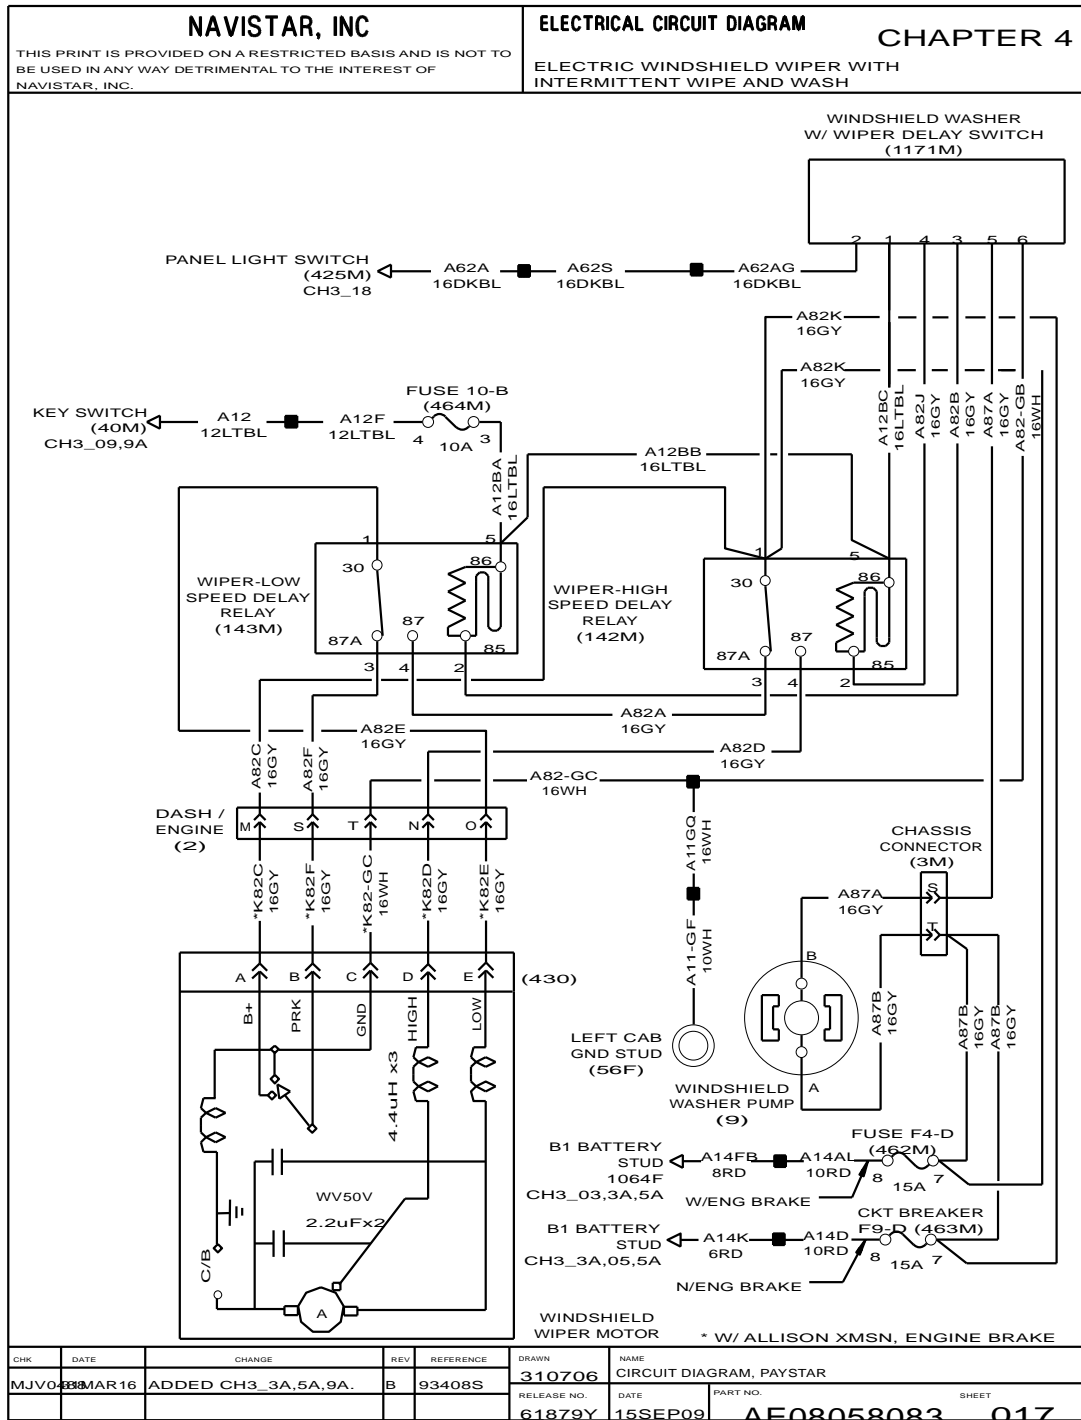 NAVISTAR, INC
THIS PRINT IS PROVIDED ON A RESTRICTED BASIS AND IS NOT TO
BE USED IN ANY WAY DETRIMENTAL TO THE INTEREST OF
NAVISTAR, INC.
ELECTRICAL CIRCUIT DIAGRAM
CHAPTER 4
ELECTRIC WINDSHIELD WIPER WITH
INTERMITTENT WIPE AND WASH
WINDSHIELD WASHER
W/ WIPER DELAY SWITCH
(1171M)
2 1 4 3 5 6
PANEL LIGHT SWITCH
(425M)
CH3_18
A62A
16DKBL
A62S
16DKBL
A62AG
16DKBL
A82K
16GY
A82K
16GY
A12BC
16LTBL
A82J
16GY
A82B
16GY
A87A
16GY
A82-GB
16WH
KEY SWITCH
(40M)
CH3_09,9A
A12
12LTBL
A12F
12LTBL
FUSE 10-B
(464M)
4 10A 3
A12BA
16LTBL
A12BB
16LTBL
WIPER-LOW
SPEED DELAY
RELAY
(143M)
1 5
30 86
87
87A 85
3 4 2
WIPER-HIGH
SPEED DELAY
RELAY
(142M)
1 5
30 86
87
87A 85
3 4 2
A82A
16GY
A82E
16GY
A82D
16GY
A82C
16GY
A82F
16GY
A82-GC
16WH
DASH /
ENGINE
(2)
M S T N O
*K82C
16GY
*K82F
16GY
*K82-GC
16WH
*K82D
16GY
*K82E
16GY
A11GQ
16WH
A11-GF
10WH
LEFT CAB
GND STUD
(56F)
CHASSIS
CONNECTOR
(3M)
S
T
A87A
16GY
B
A
A87B
16GY
A87B
16GY
A87B
16GY
WINDSHIELD
WASHER PUMP
(9)
A B C D E
(430)
B+
PRK
GND
HIGH
LOW
4.4uH x3
WV50V
2.2uFx2
C/B
A
WINDSHIELD
WIPER MOTOR
B1 BATTERY
STUD
1064F
CH3_03,3A,5A
A14FB
8RD
A14AL
10RD
W/ENG BRAKE
FUSE F4-D
(462M)
8 15A 7
B1 BATTERY
STUD
CH3_3A,05,5A
A14K
6RD
A14D
10RD
N/ENG BRAKE
CKT BREAKER
F9-D (463M)
8 15A 7
* W/ ALLISON XMSN, ENGINE BRAKE
CHK DATE CHANGE REV REFERENCE
ADDED CH3_3A,5A,9A. B 93408S
DRAWN
310706
NAME
CIRCUIT DIAGRAM, PAYSTAR
RELEASE NO.
61879Y
DATE
15SEP09
PART NO.
AE08058083
SHEET
017